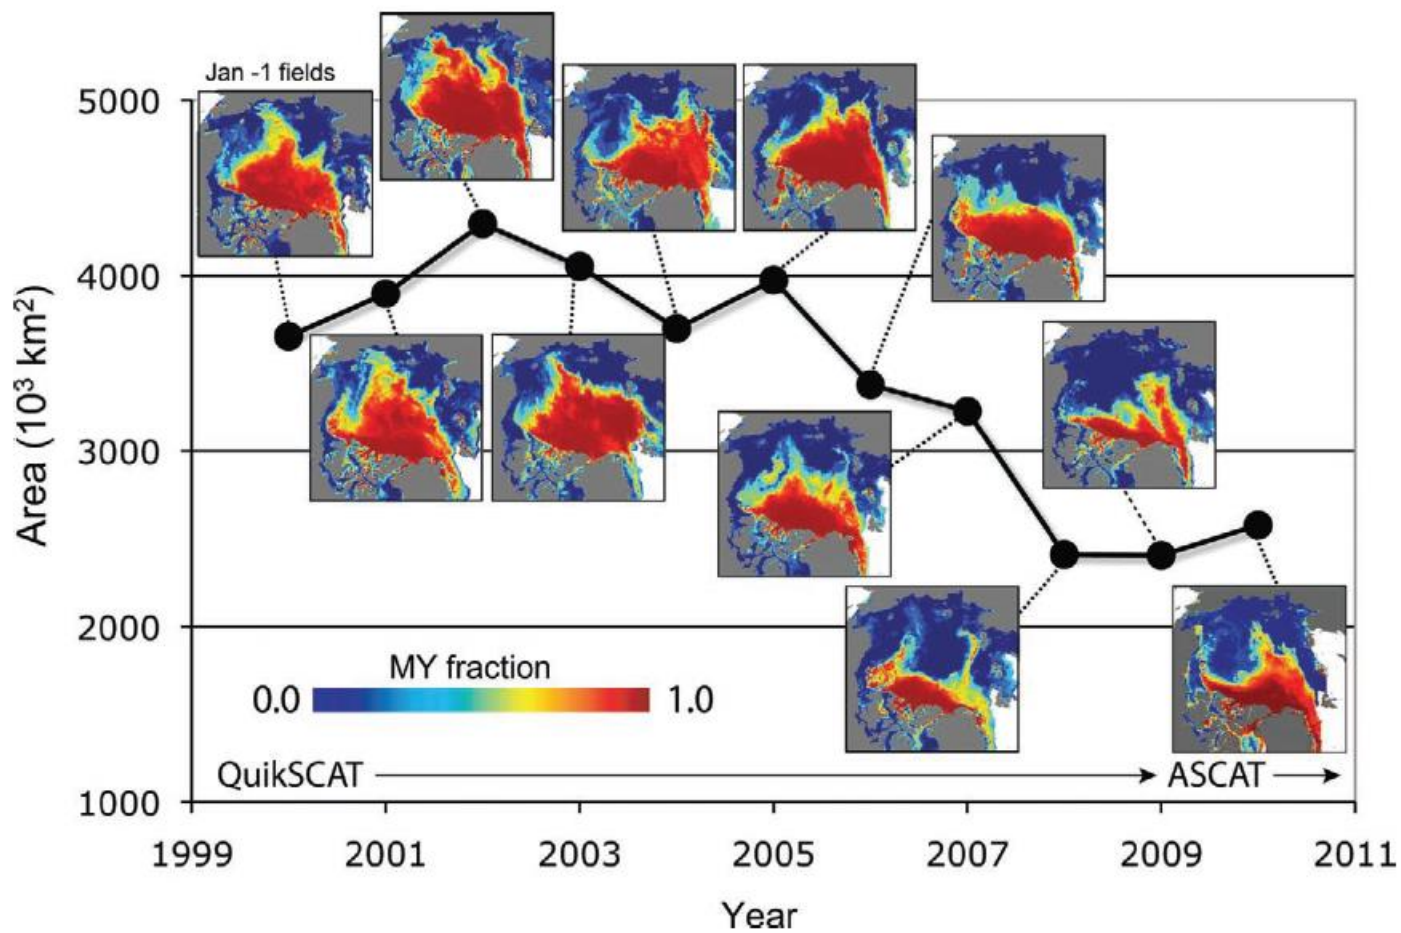 Jan -1 fields
5000
4000
3000
2000
1000
Area (10³ km²)
MY fraction
0.0 1.0
QuikSCAT ASCAT
1999 2001 2003 2005 2007 2009 2011
Year